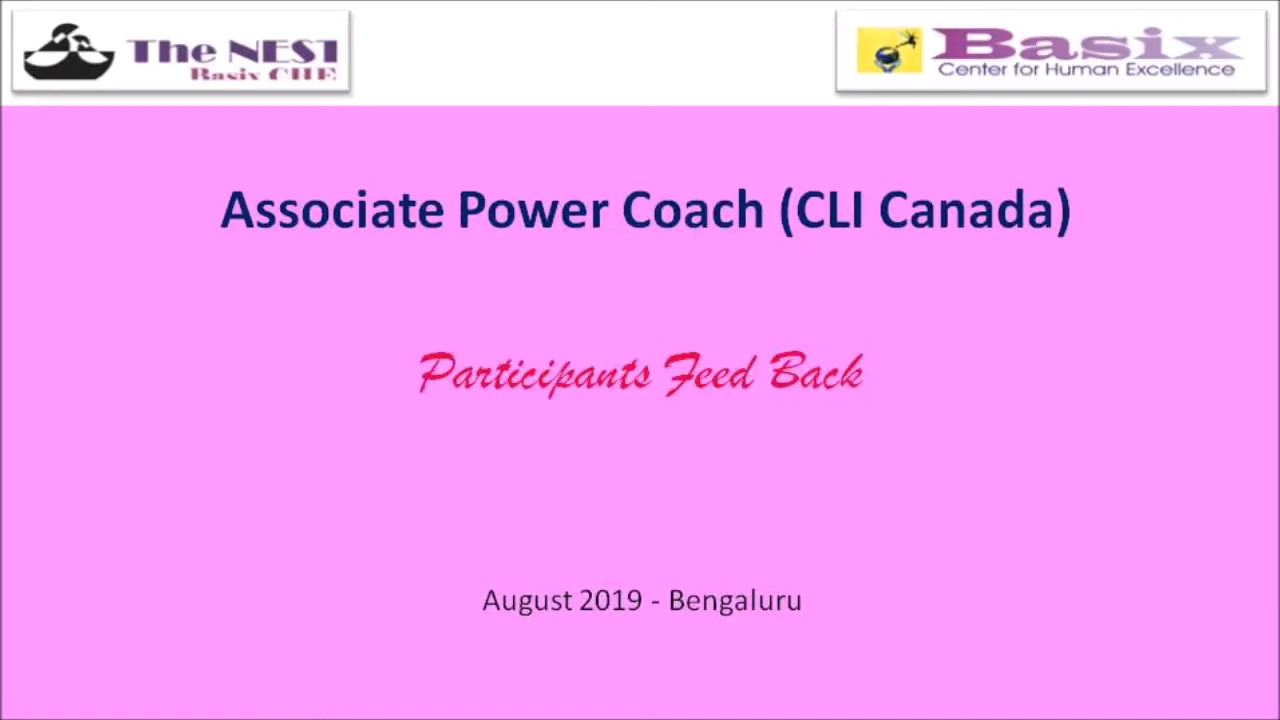 The NEST
Basix CHE
Basix
Center for Human Excellence
Associate Power Coach (CLI Canada)
Participants Feed Back
August 2019 - Bengaluru